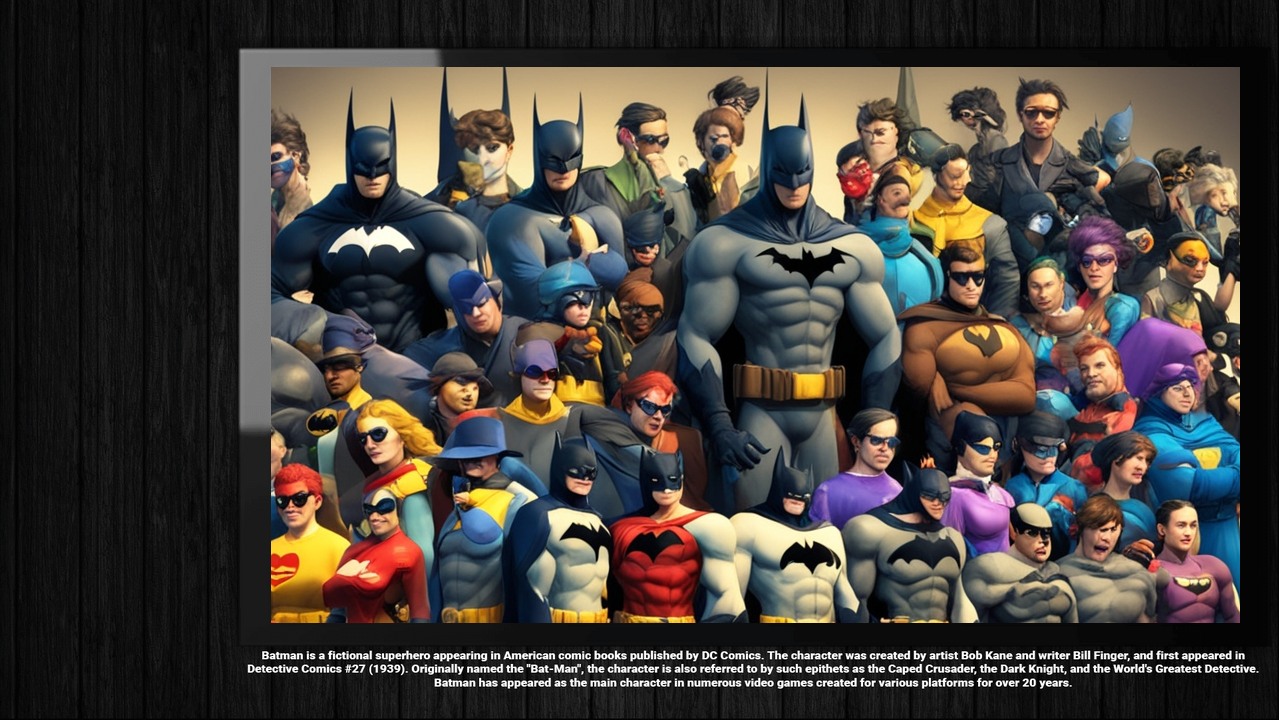 Batman is a fictional superhero appearing in American comic books published by DC Comics. The character was created by artist Bob Kane and writer Bill Finger, and first appeared in
Detective Comics #27 (1939). Originally named the "Bat-Man", the character is also referred to by such epithets as the Caped Crusader, the Dark Knight, and the World's Greatest Detective.
Batman has appeared as the main character in numerous video games created for various platforms for over 20 years.